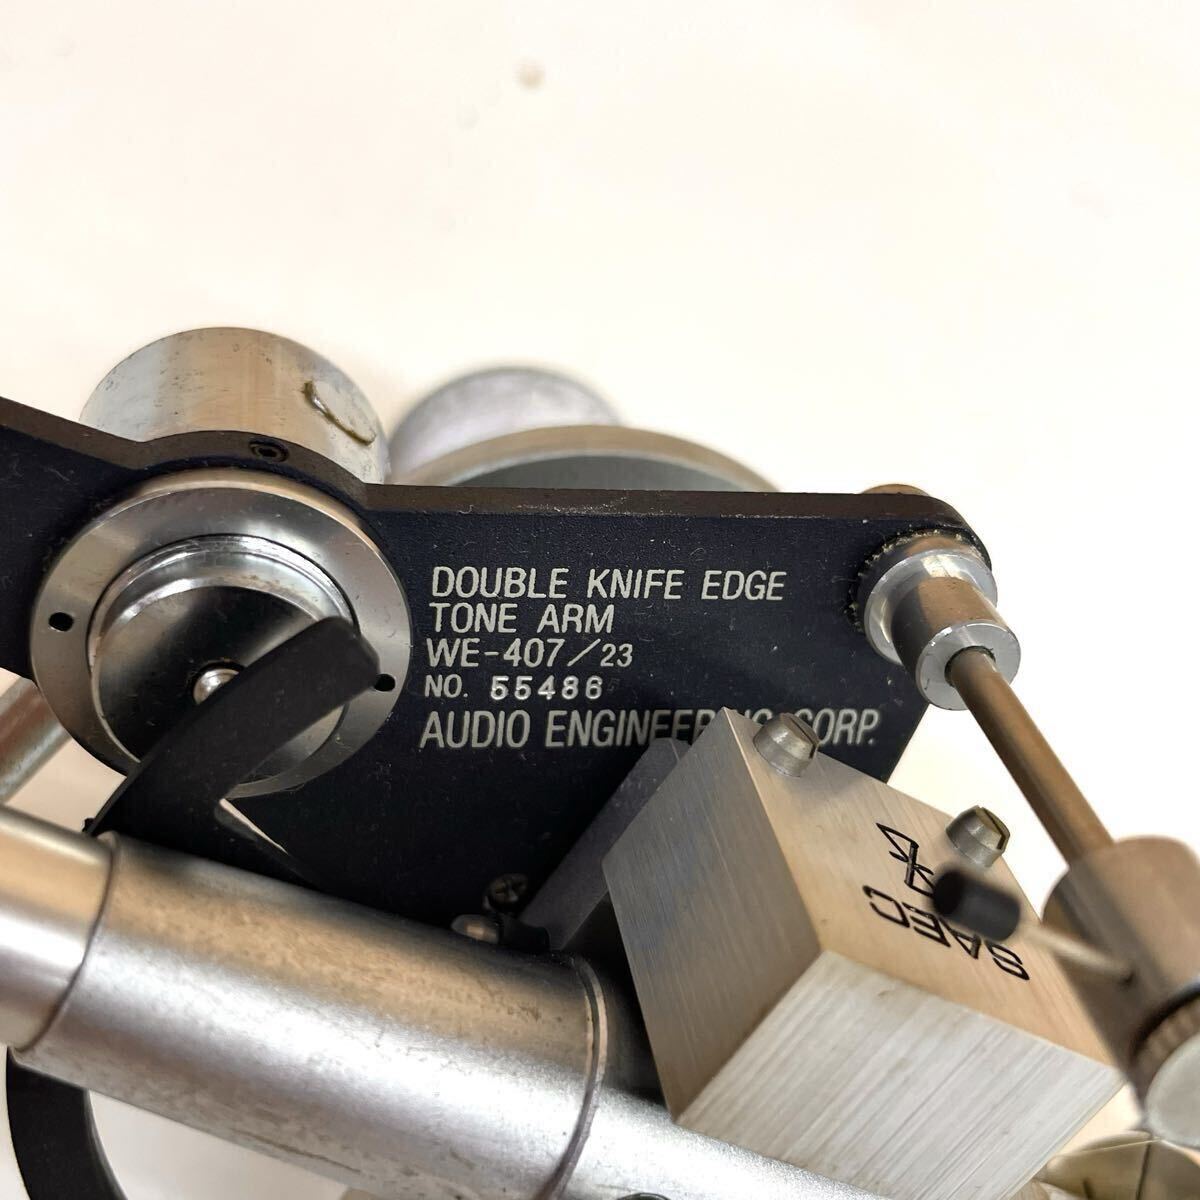 DOUBLE KNIFE EDGE
TONE ARM
WE-407/23
NO. 55486
AUDIO ENGINEERING CORP.
SAEC